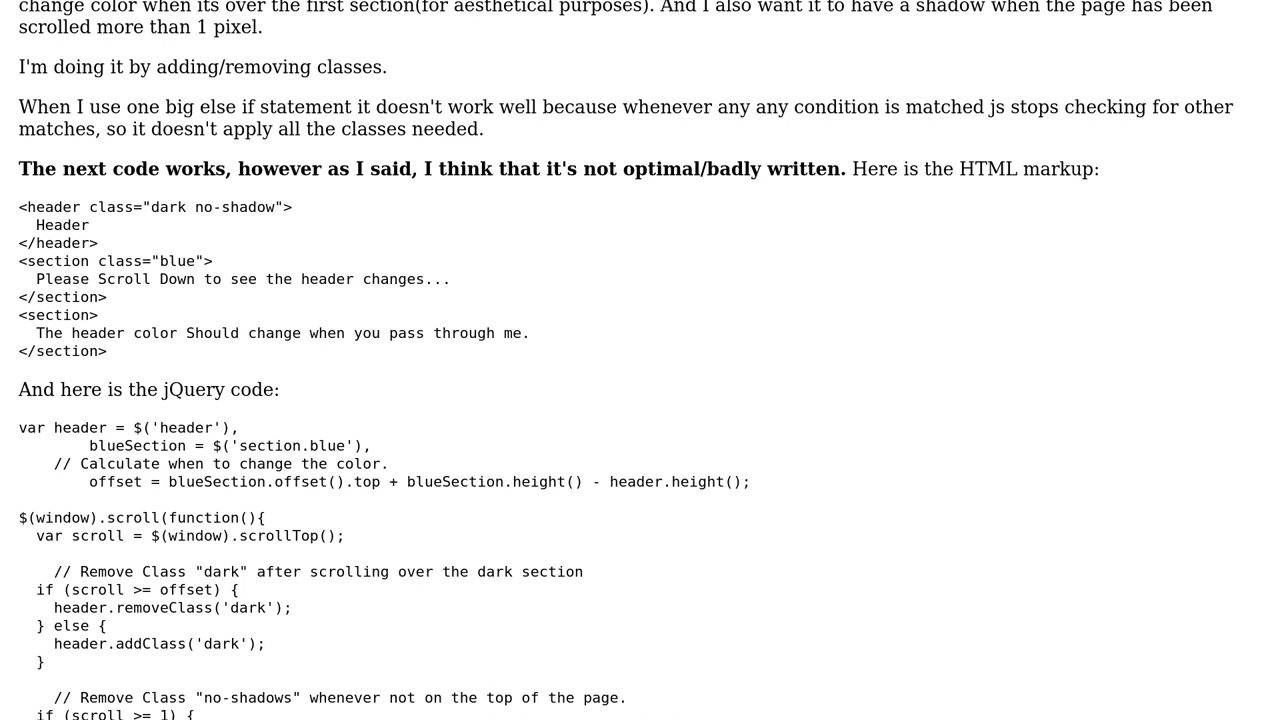 change color when its over the first section(for aesthetical purposes). And I also want it to have a shadow when the page has been
scrolled more than 1 pixel.
I'm doing it by adding/removing classes.
When I use one big else if statement it doesn't work well because whenever any any condition is matched js stops checking for other
matches, so it doesn't apply all the classes needed.
The next code works, however as I said, I think that it's not optimal/badly written. Here is the HTML markup:
<header class="dark no-shadow">
  Header
</header>
<section class="blue">
  Please Scroll Down to see the header changes...
</section>
<section>
  The header color Should change when you pass through me.
</section>
And here is the jQuery code:
var header = $('header'),
        blueSection = $('section.blue'),
    // Calculate when to change the color.
        offset = blueSection.offset().top + blueSection.height() - header.height();
$(window).scroll(function(){
  var scroll = $(window).scrollTop();
    // Remove Class "dark" after scrolling over the dark section
  if (scroll >= offset) {
    header.removeClass('dark');
  } else {
    header.addClass('dark');
  }
    // Remove Class "no-shadows" whenever not on the top of the page.
  if (scroll >= 1) {